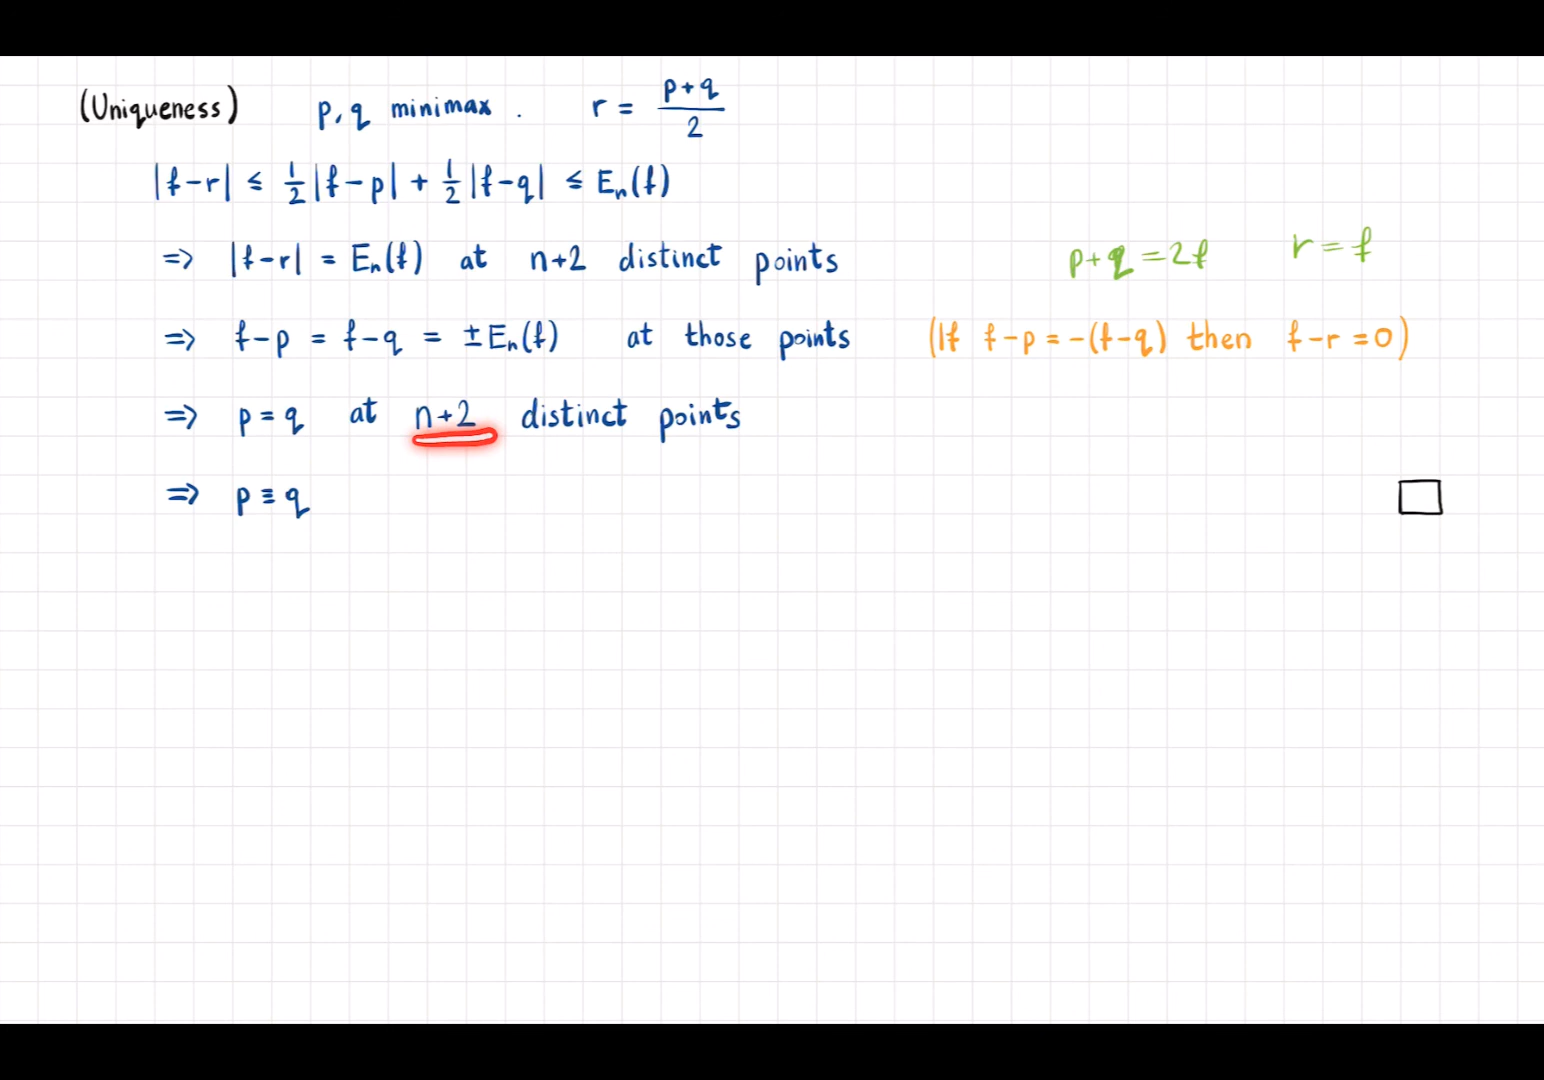 (Uniqueness) p, q minimax . r = (p+q)/2
|f-r| ≤ 1/2 |f-p| + 1/2 |f-q| ≤ Eₙ(f)
=> |f-r| = Eₙ(f) at n+2 distinct points p+q = 2f r = f
=> f-p = f-q = ±Eₙ(f) at those points (If f-p = -(f-q) then f-r = 0)
=> p = q at n+2 distinct points
=> p ≡ q □